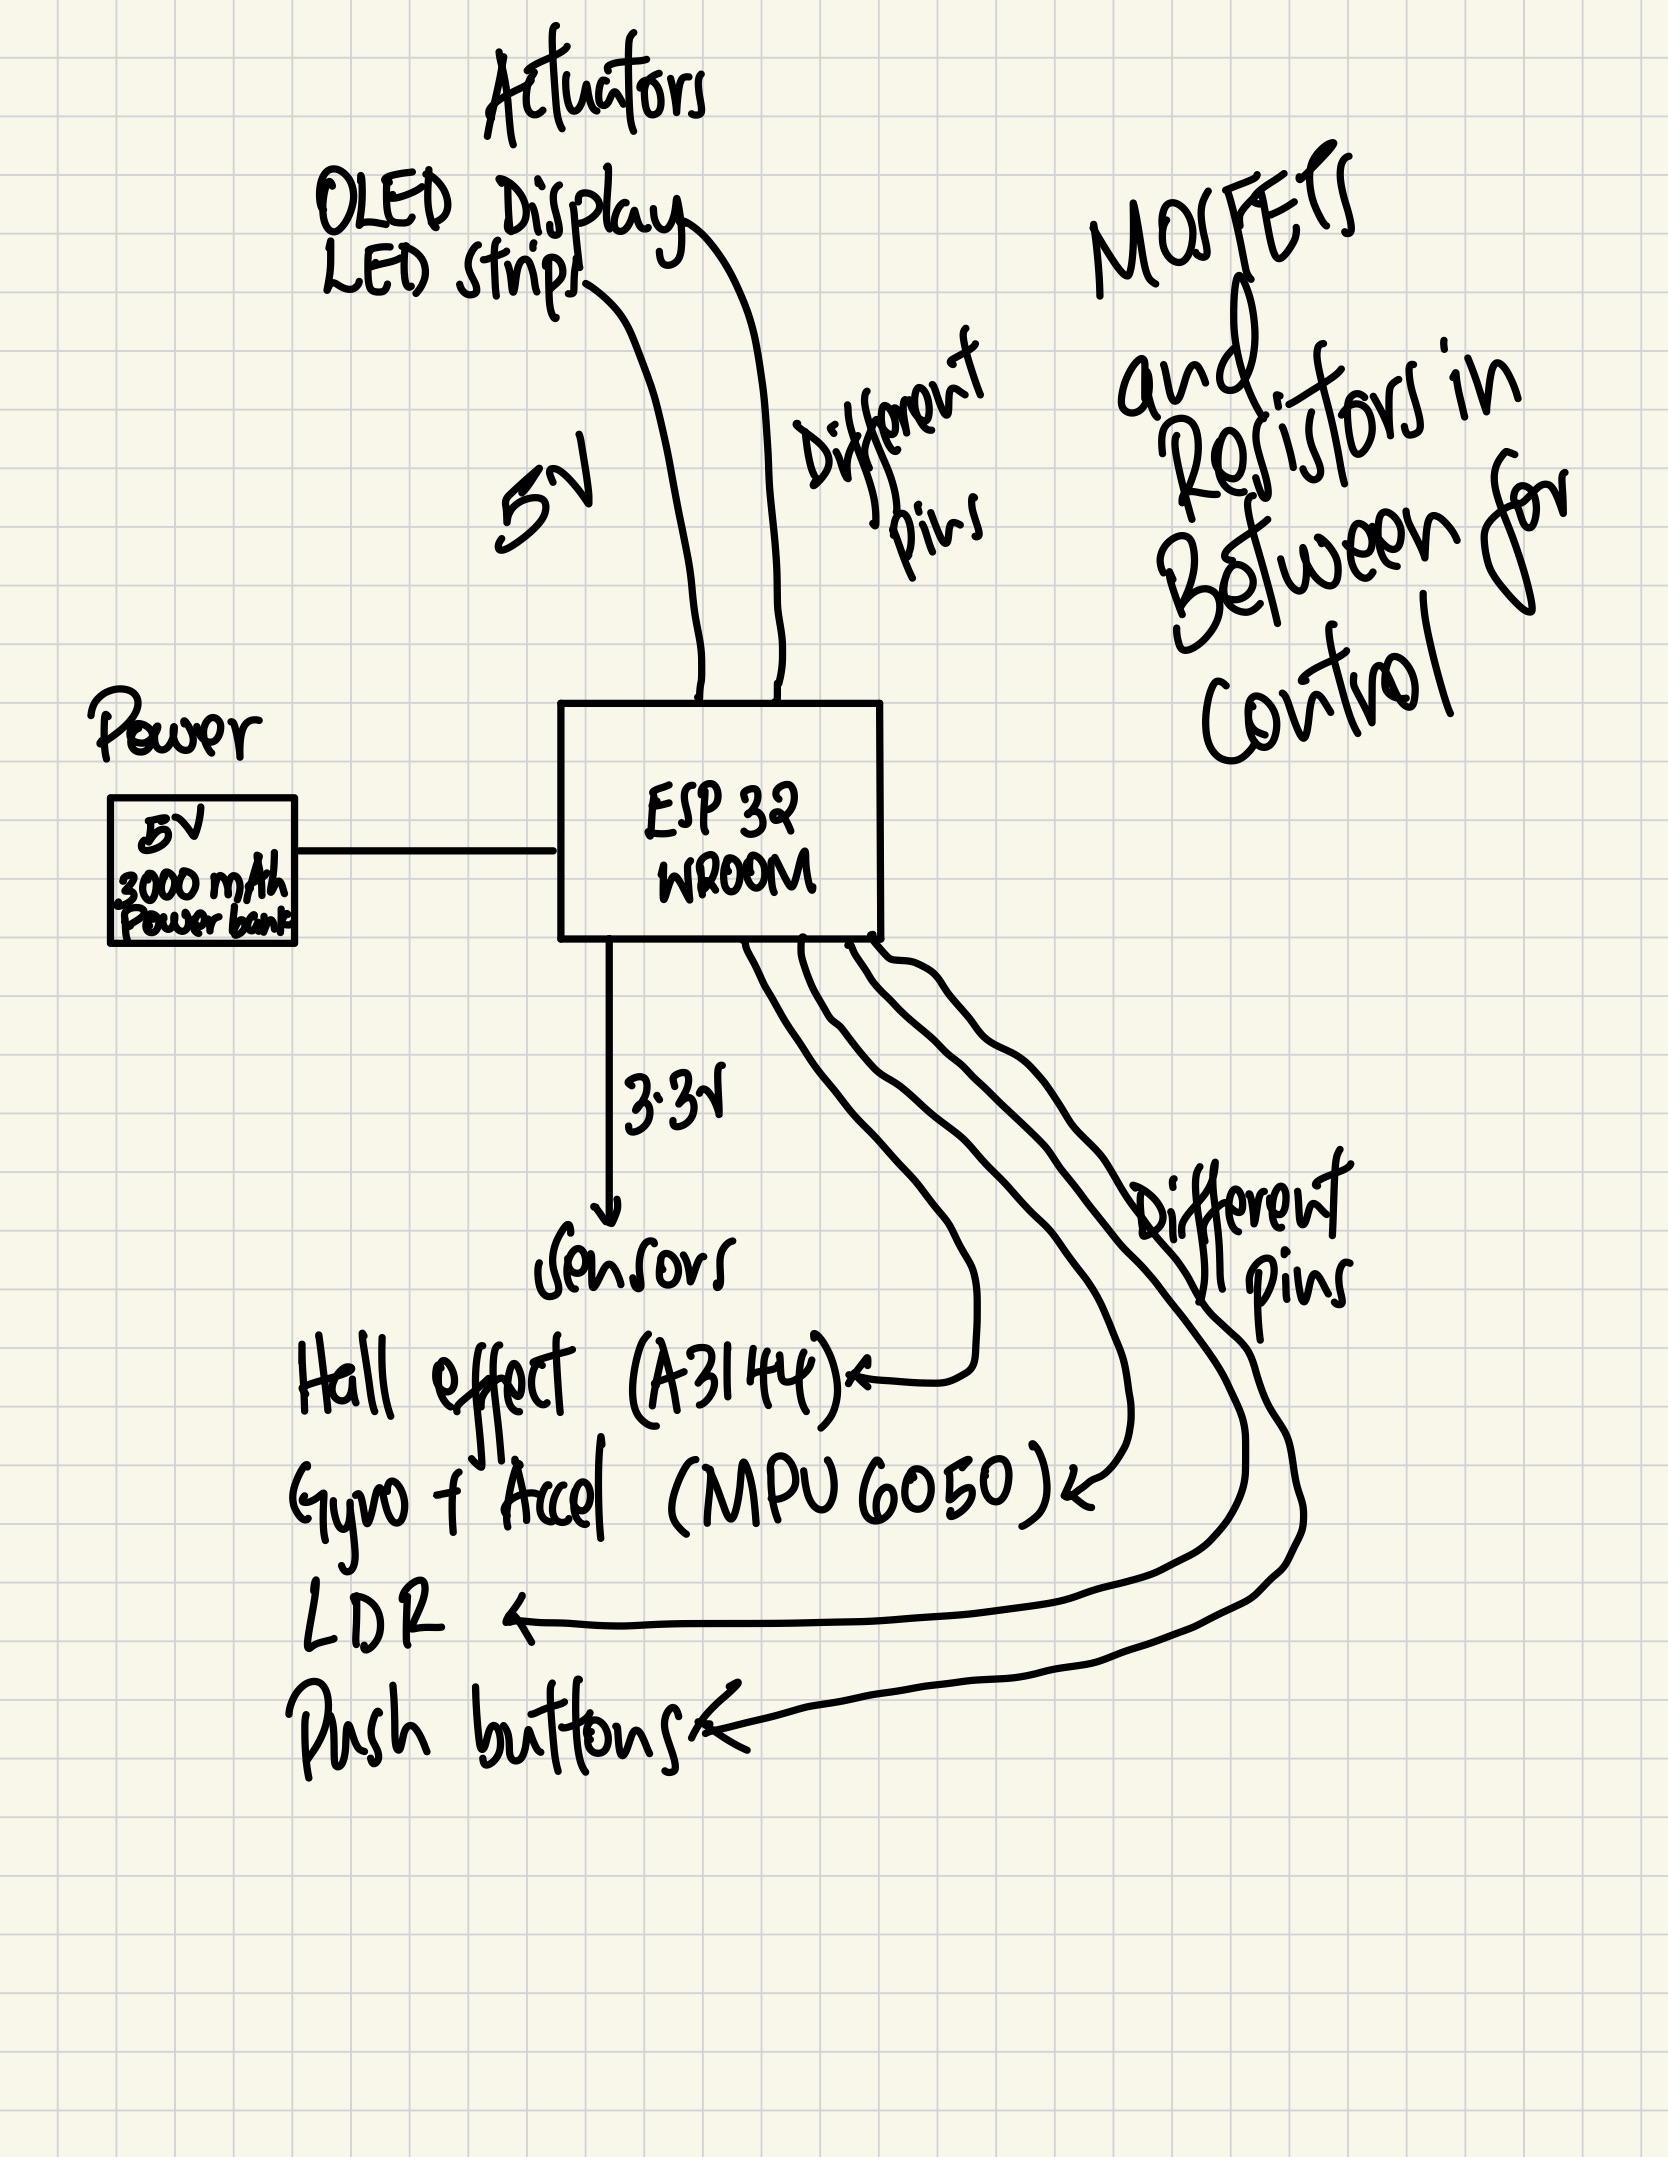 Actuators
OLED Display
LED strips
5V
Different
pins
MOSFETs
and
Resistors in
Between for
Control
Power
5V
3000 mAh
Power bank
ESP 32
WROOM
3.3V
Sensors
Different
pins
Hall effect (A3144)
Gyro + Accel (MPU 6050)
LDR
Push buttons